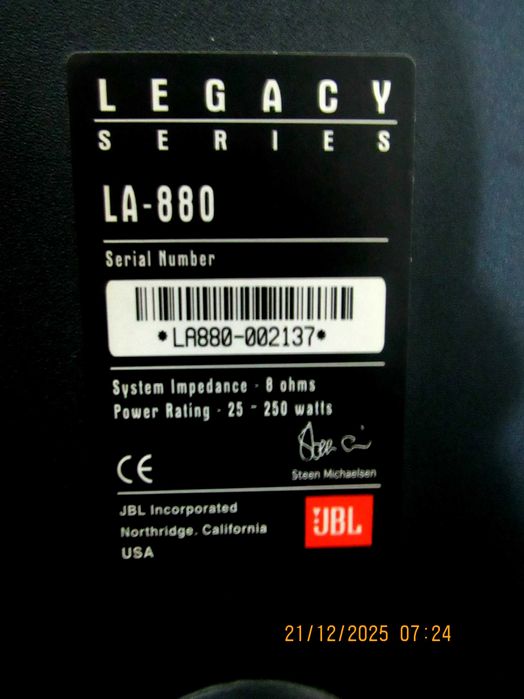 LEGACY
SERIES
LA-880
Serial Number
*LA880-002137*
System Impedance - 8 ohms
Power Rating - 25 - 250 watts
Steen Michaelsen
CE
JBL Incorporated
Northridge, California
USA
JBL
21/12/2025 07:24